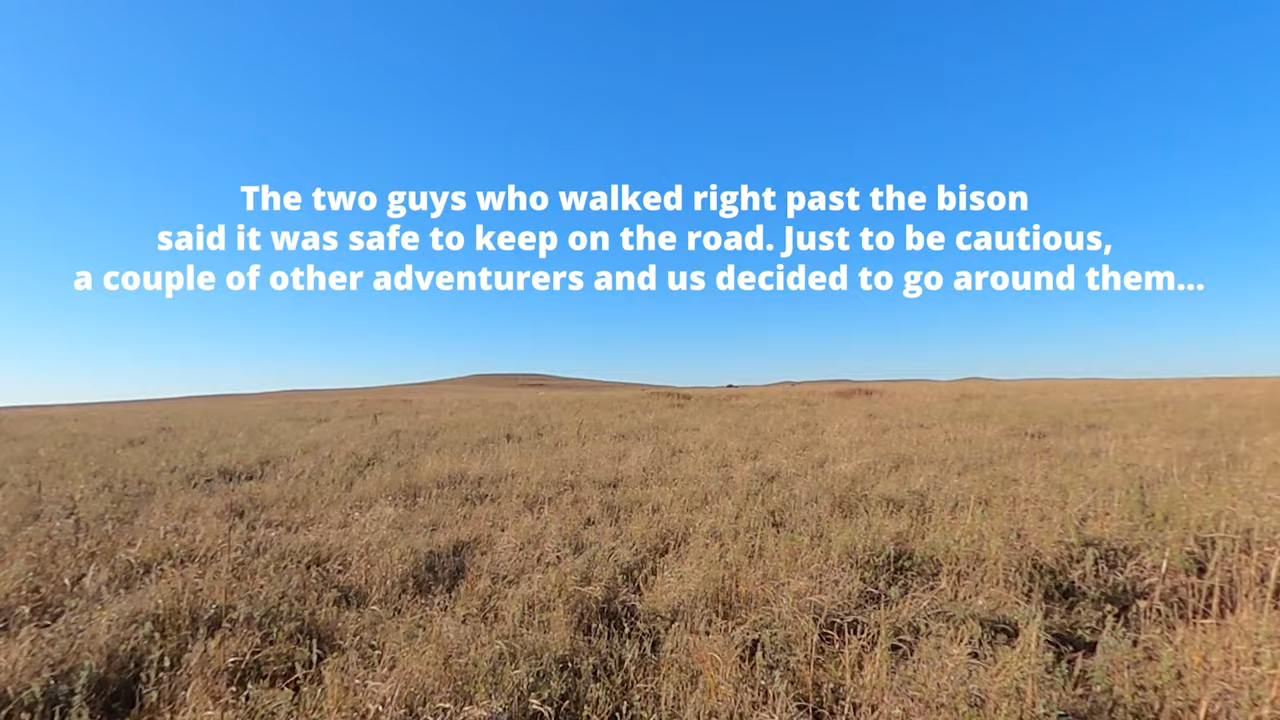 The two guys who walked right past the bison
said it was safe to keep on the road. Just to be cautious,
a couple of other adventurers and us decided to go around them...